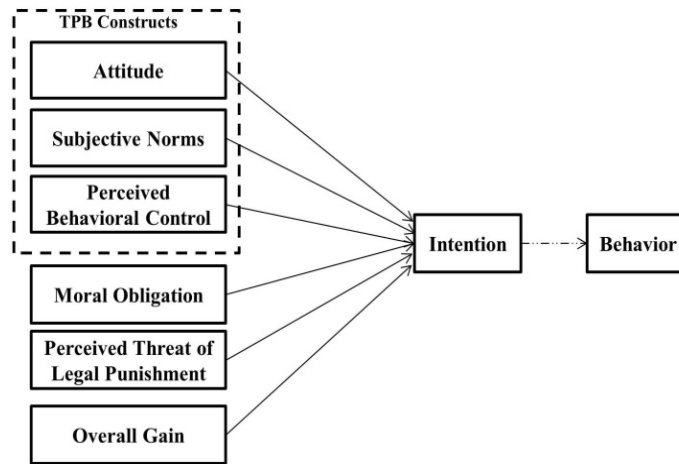 TPB Constructs
Attitude
Subjective Norms
Perceived
Behavioral Control
Moral Obligation
Perceived Threat of
Legal Punishment
Overall Gain
Intention
Behavior